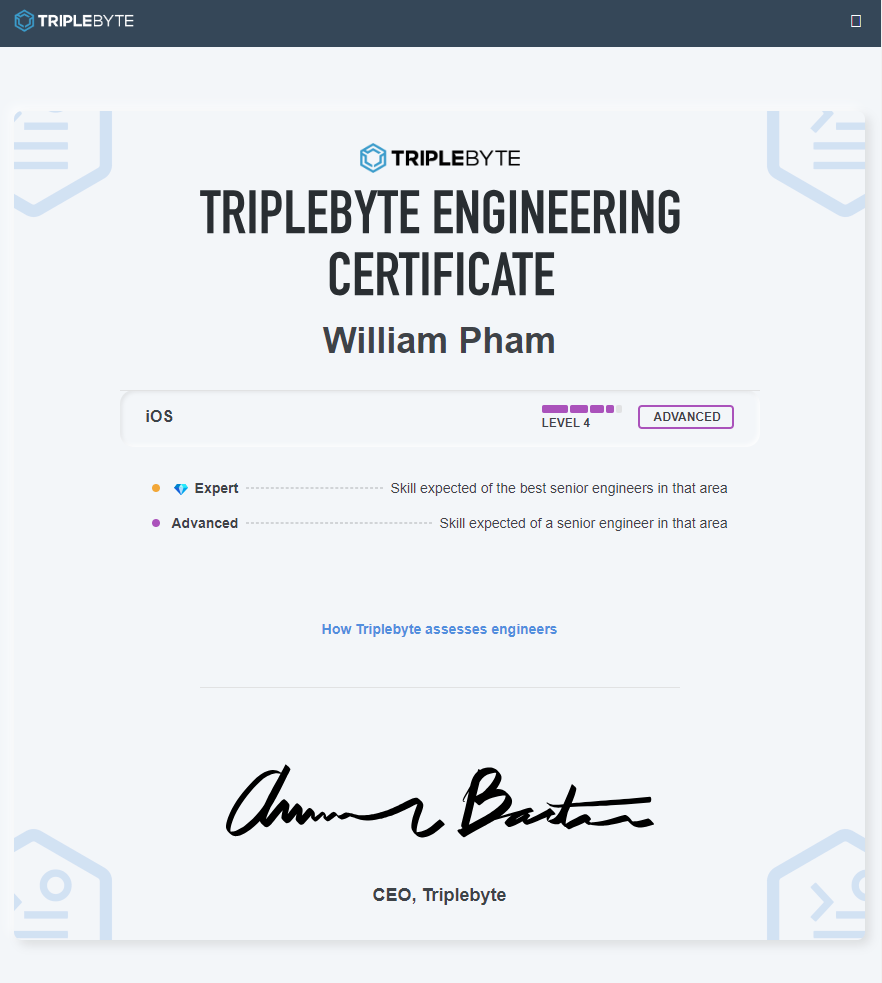 TRIPLEBYTE
TRIPLEBYTE
TRIPLEBYTE ENGINEERING
CERTIFICATE
William Pham
iOS
LEVEL 4
ADVANCED
Expert Skill expected of the best senior engineers in that area
Advanced Skill expected of a senior engineer in that area
How Triplebyte assesses engineers
CEO, Triplebyte